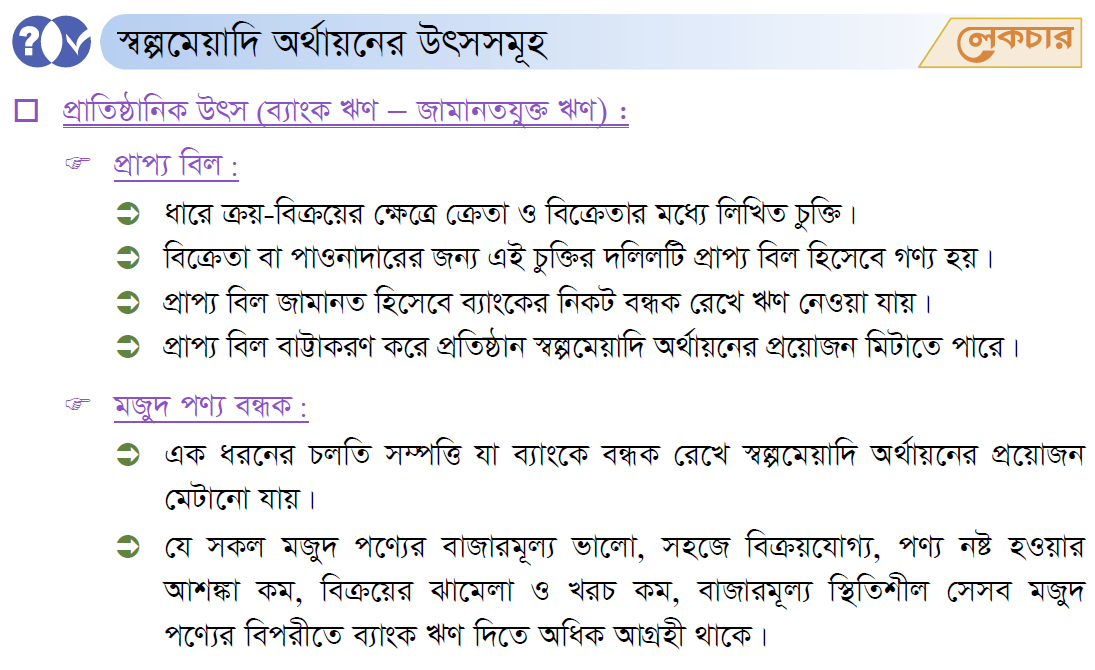 স্বল্পমেয়াদি অর্থায়নের উৎসসমূহ
লেকচার
প্রাতিষ্ঠানিক উৎস (ব্যাংক ঋণ – জামানতযুক্ত ঋণ) :
প্রাপ্য বিল :
ধারে ক্রয়-বিক্রয়ের ক্ষেত্রে ক্রেতা ও বিক্রেতার মধ্যে লিখিত চুক্তি।
বিক্রেতা বা পাওনাদারের জন্য এই চুক্তির দলিলটি প্রাপ্য বিল হিসেবে গণ্য হয়।
প্রাপ্য বিল জামানত হিসেবে ব্যাংকের নিকট বন্ধক রেখে ঋণ নেওয়া যায়।
প্রাপ্য বিল বাট্টাকরণ করে প্রতিষ্ঠান স্বল্পমেয়াদি অর্থায়নের প্রয়োজন মিটাতে পারে।
মজুদ পণ্য বন্ধক :
এক ধরনের চলতি সম্পত্তি যা ব্যাংকে বন্ধক রেখে স্বল্পমেয়াদি অর্থায়নের প্রয়োজন
মেটানো যায়।
যে সকল মজুদ পণ্যের বাজারমূল্য ভালো, সহজে বিক্রয়যোগ্য, পণ্য নষ্ট হওয়ার
আশঙ্কা কম, বিক্রয়ের ঝামেলা ও খরচ কম, বাজারমূল্য স্থিতিশীল সেসব মজুদ
পণ্যের বিপরীতে ব্যাংক ঋণ দিতে অধিক আগ্রহী থাকে।